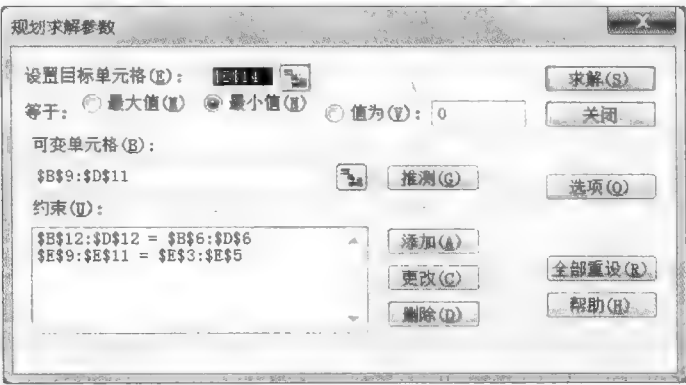 规划求解参数
设置目标单元格(E): 求解(S)
等于: 最大值(M) 最小值(N) 值为(V): 0 关闭
可变单元格(B):
$B$9:$D$11 推测(G) 选项(O)
约束(U):
$B$12:$D$12 = $B$6:$D$6 添加(A)
$E$9:$E$11 = $E$3:$E$5
更改(C) 全部重设(R)
删除(D) 帮助(H)